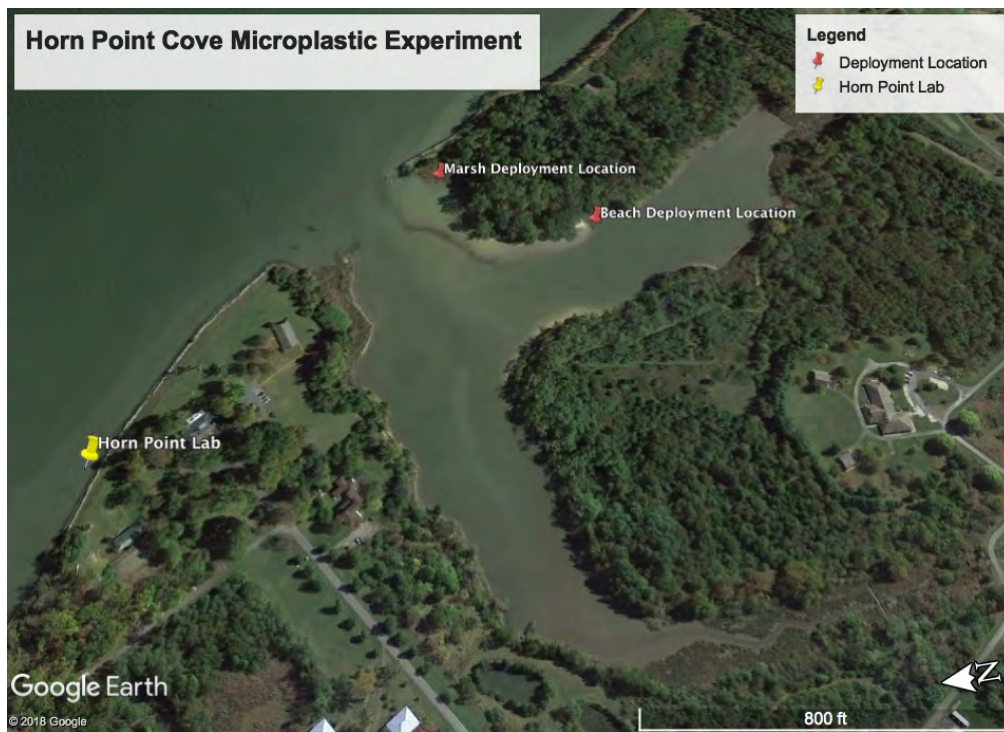 Horn Point Cove Microplastic Experiment
Legend
Deployment Location
Horn Point Lab
Marsh Deployment Location
Beach Deployment Location
Horn Point Lab
Google Earth
© 2018 Google
N
800 ft